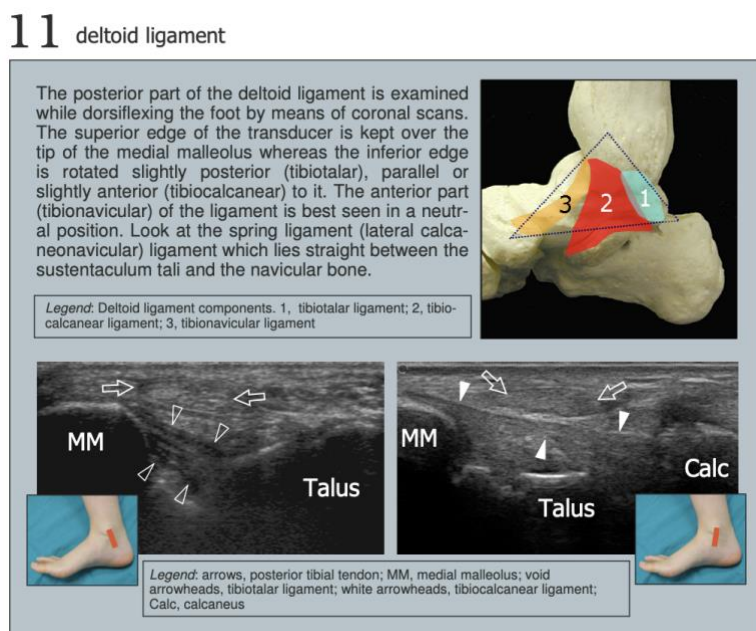 11 deltoid ligament
The posterior part of the deltoid ligament is examined
while dorsiflexing the foot by means of coronal scans.
The superior edge of the transducer is kept over the
tip of the medial malleolus whereas the inferior edge
is rotated slightly posterior (tibiotalar), parallel or
slightly anterior (tibiocalcanear) to it. The anterior part
(tibionavicular) of the ligament is best seen in a neutr-
al position. Look at the spring ligament (lateral calca-
neonavicular) ligament which lies straight between the
sustentaculum tali and the navicular bone.
Legend: Deltoid ligament components. 1, tibiotalar ligament; 2, tibio-
calcanear ligament; 3, tibionavicular ligament
3 2 1
MM
Talus
MM
Talus
Calc
Legend: arrows, posterior tibial tendon; MM, medial malleolus; void
arrowheads, tibiotalar ligament; white arrowheads, tibiocalcanear ligament;
Calc, calcaneus